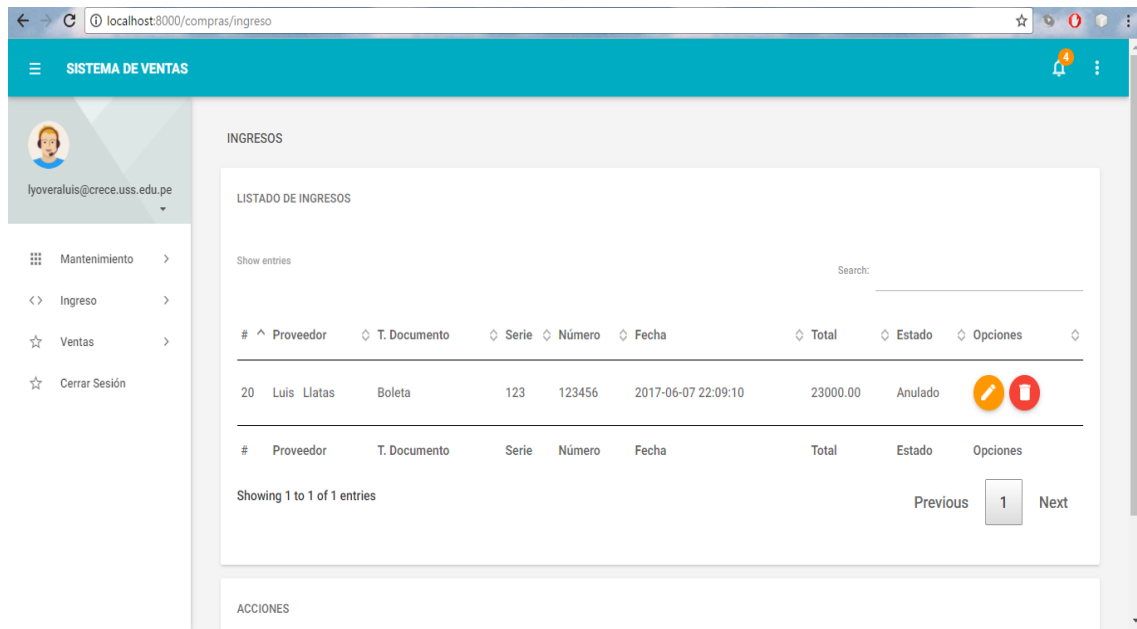 localhost:8000/compras/ingreso
SISTEMA DE VENTAS
4
lyoveraluis@crece.uss.edu.pe
Mantenimiento
Ingreso
Ventas
Cerrar Sesión
INGRESOS
LISTADO DE INGRESOS
Show entries
Search:
# Proveedor T. Documento Serie Número Fecha Total Estado Opciones
20 Luis Llatas Boleta 123 123456 2017-06-07 22:09:10 23000.00 Anulado
# Proveedor T. Documento Serie Número Fecha Total Estado Opciones
Showing 1 to 1 of 1 entries
Previous 1 Next
ACCIONES